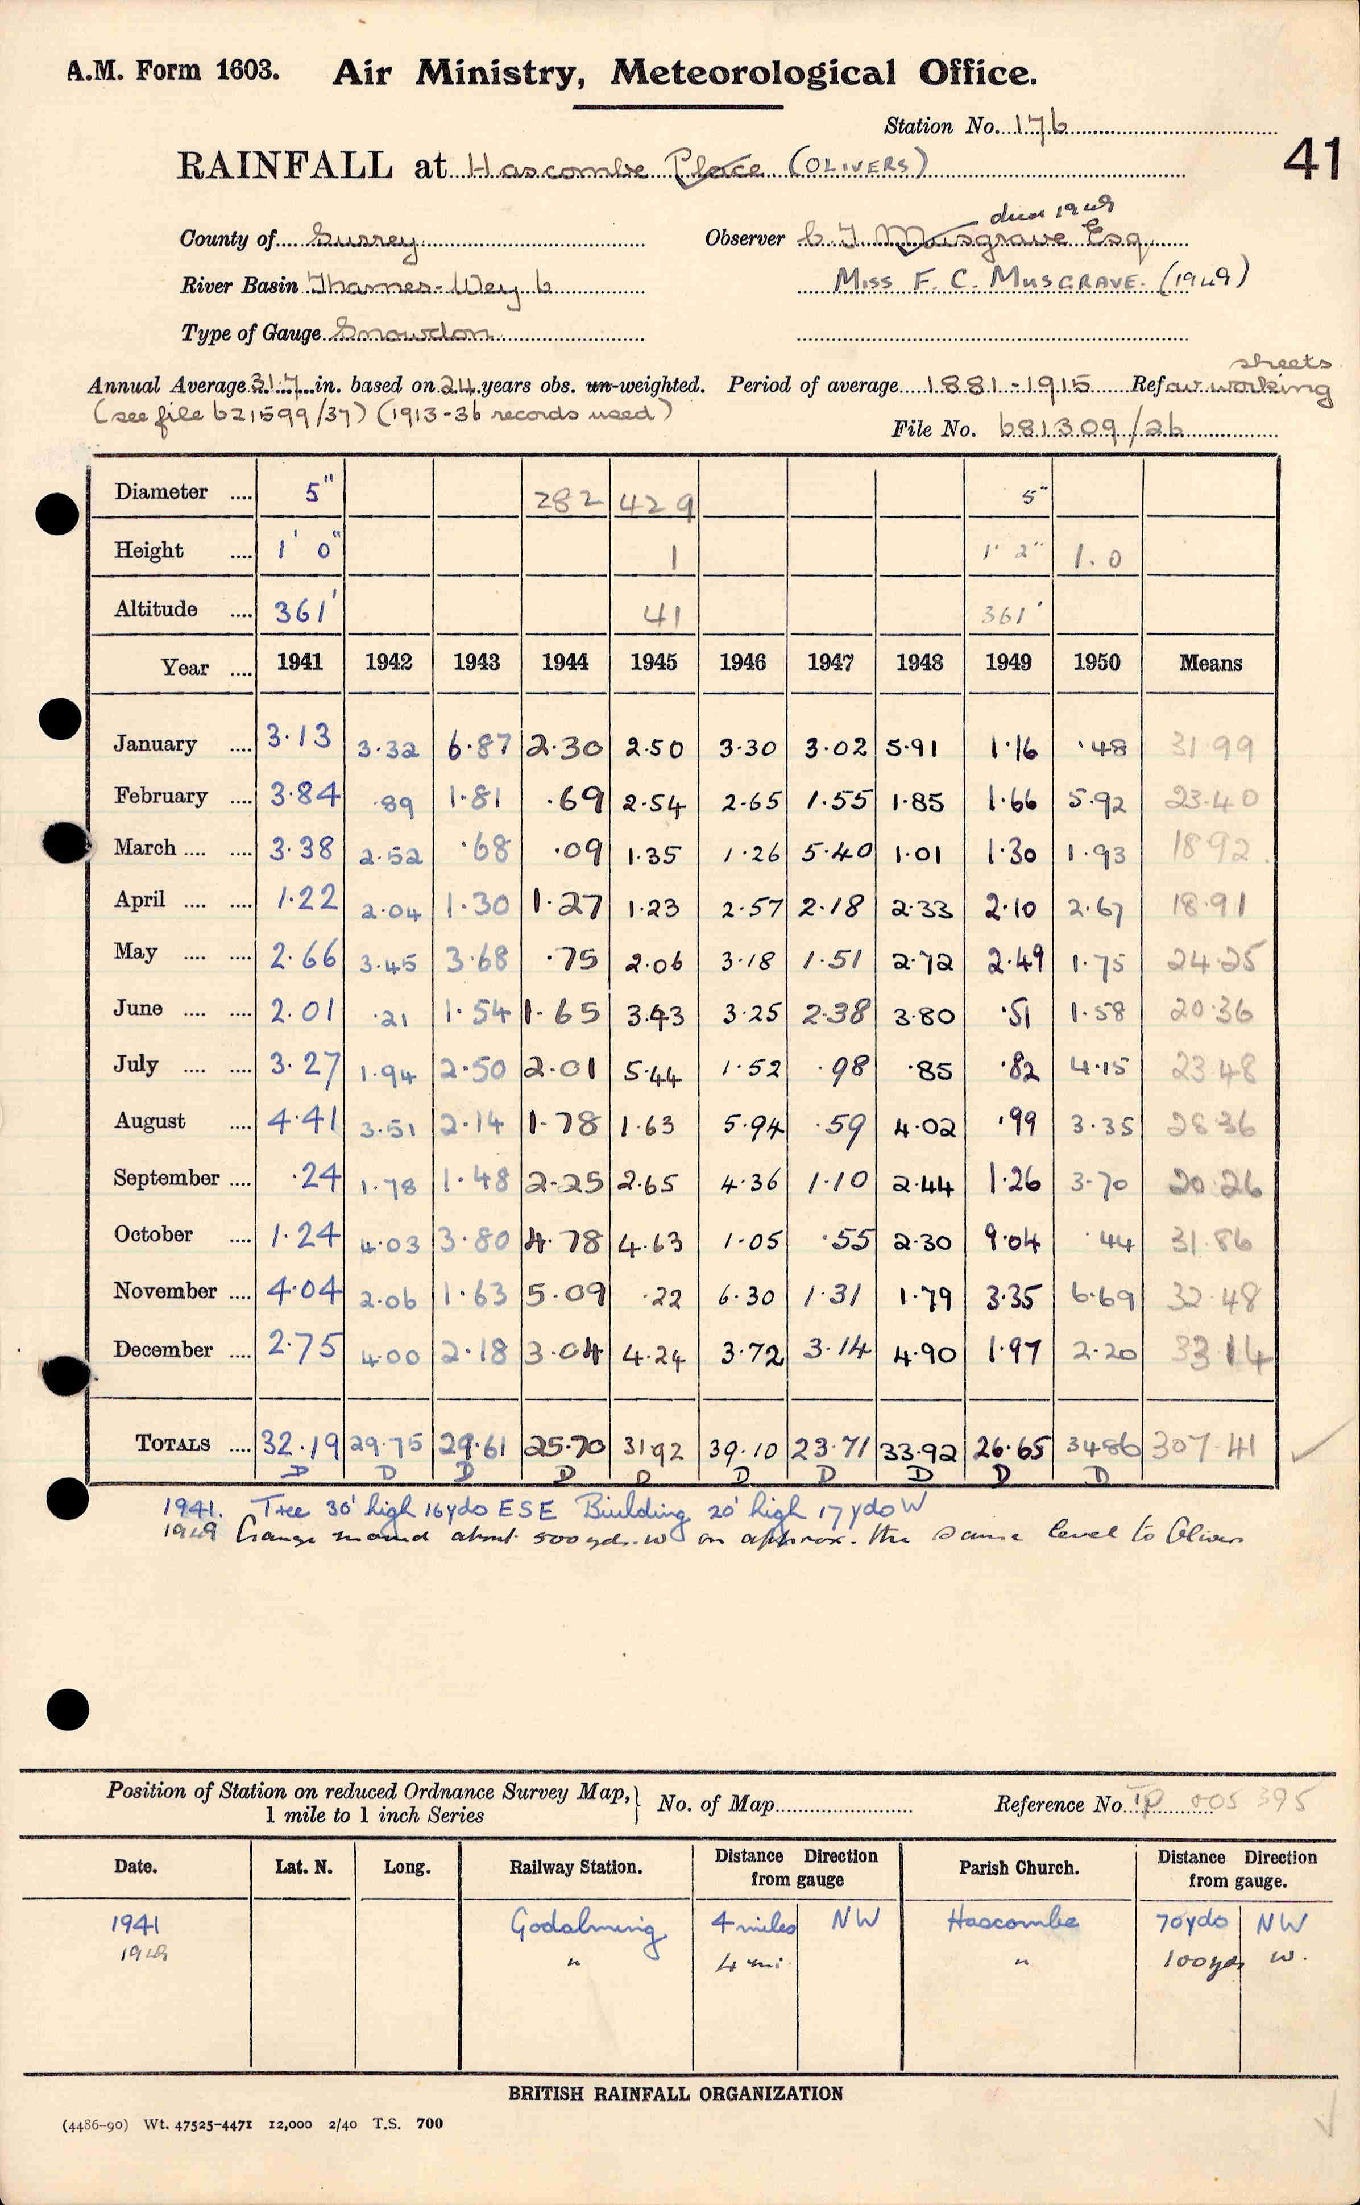 A.M. Form 1603. Air Ministry, Meteorological Office.
Station No. 176
41
RAINFALL at Hascombe Place (OLIVERS)
died 1949
County of Surrey Observer C. T. Musgrave Esq.
River Basin Thames-Wey b MISS F. C. MUSGRAVE. (1949)
Type of Gauge Snowdon
sheets
Annual Average 31.7 in. based on 24 years obs. un-weighted. Period of average 1881-1915 Ref av working
(see file 621599/37) (1913-36 records used)
File No. 681309/26
Diameter .... 5" 282 429 5"
Height .... 1' 0" 1 1' 2" 1.0
Altitude .... 361' 41 361'
Year .... 1941 1942 1943 1944 1945 1946 1947 1948 1949 1950 Means
January .... 3.13 3.32 6.87 2.30 2.50 3.30 3.02 5.91 1.16 .48 31.99
February .... 3.84 .89 1.81 .69 2.54 2.65 1.55 1.85 1.66 5.92 23.40
March .... .... 3.38 2.52 .68 .09 1.35 1.26 5.40 1.01 1.30 1.93 18.92
April .... .... 1.22 2.04 1.30 1.27 1.23 2.57 2.18 2.33 2.10 2.67 18.91
May .... .... 2.66 3.45 3.68 .75 2.06 3.18 1.51 2.72 2.49 1.75 24.25
June .... .... 2.01 .21 1.54 1.65 3.43 3.25 2.38 3.80 .51 1.58 20.36
July .... .... 3.27 1.94 2.50 2.01 5.44 1.52 .98 .85 .82 4.15 23.48
August .... 4.41 3.51 2.14 1.78 1.63 5.94 .59 4.02 .99 3.35 28.36
September .... .24 1.78 1.48 2.25 2.65 4.36 1.10 2.44 1.26 3.70 20.26
October .... 1.24 4.03 3.80 4.78 4.63 1.05 .55 2.30 9.04 .44 31.86
November .... 4.04 2.06 1.63 5.09 .22 6.30 1.31 1.79 3.35 6.69 32.48
December .... 2.75 4.00 2.18 3.04 4.24 3.72 3.14 4.90 1.97 2.20 33.14
TOTALS .... 32.19 29.75 29.61 25.70 31.92 39.10 23.71 33.92 26.65 34.86 307.41
D D D D D D D D D D
1941. Tree 30' high 16yds ESE Building 20' high 17yds W
1949 Gauge moved about 500 yds. W on approx. the same level to Olivers
Position of Station on reduced Ordnance Survey Map,
1 mile to 1 inch Series
No. of Map Reference No. 005 395
Date. Lat. N. Long. Railway Station. Distance Direction from gauge Parish Church. Distance Direction from gauge.
1941 Godalming 4 miles NW Hascombe 70yds NW
1949 " 4 mi. " 100yds W.
BRITISH RAINFALL ORGANIZATION
(4486-90) Wt. 47525-4471 12,000 2/40 T.S. 700